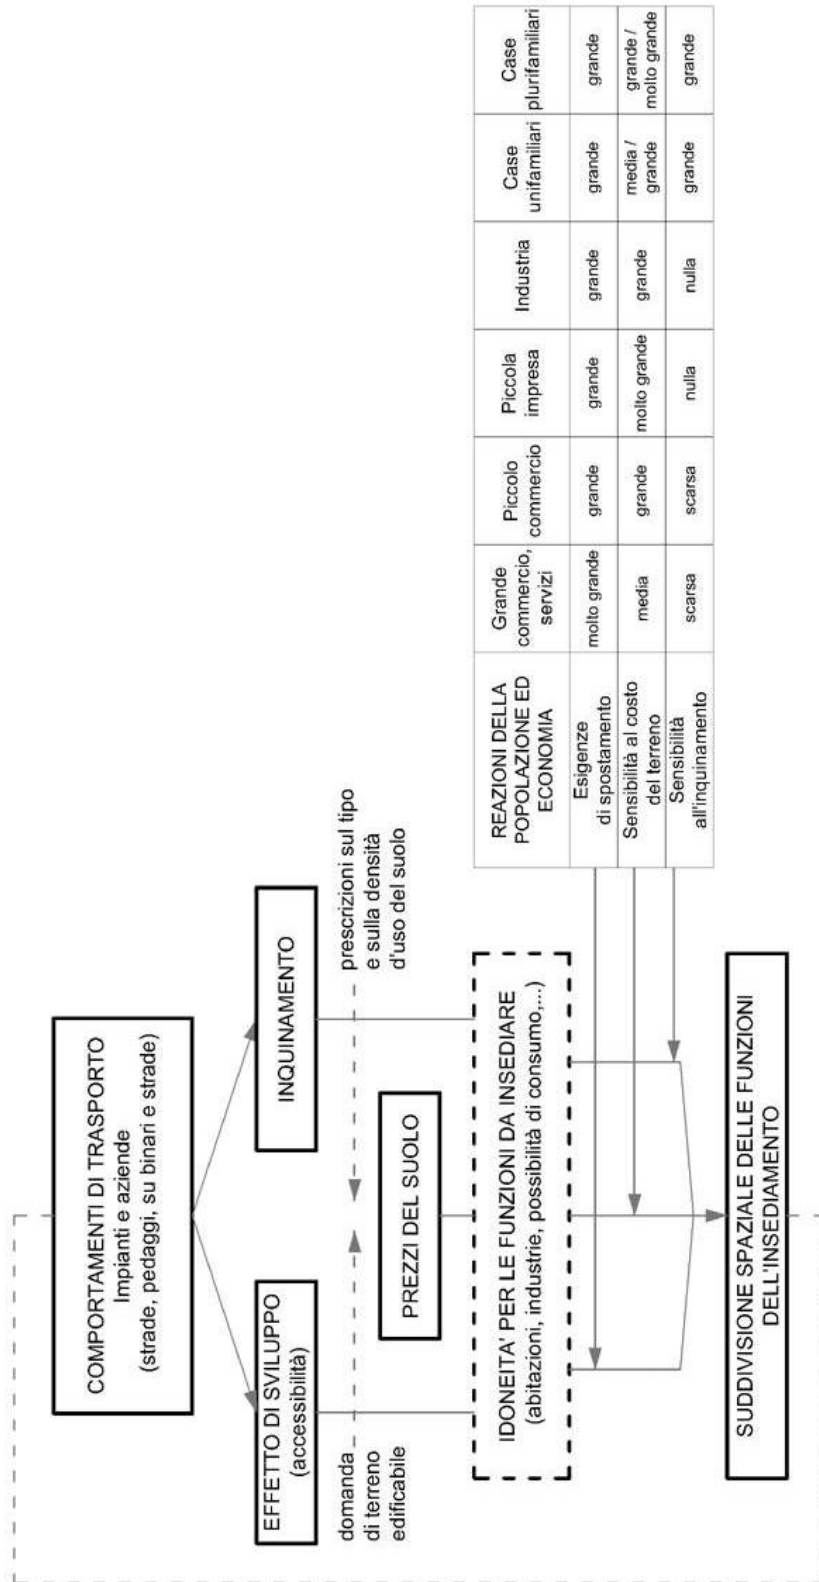 COMPORTAMENTI DI TRASPORTO
Impianti e aziende
(strade, pedaggi, su binari e strade)
EFFETTO DI SVILUPPO
(accessibilità)
INQUINAMENTO
domanda
di terreno
edificabile
prescrizioni sul tipo
e sulla densità
d'uso del suolo
PREZZI DEL SUOLO
IDONEITA' PER LE FUNZIONI DA INSEDIARE
(abitazioni, industrie, possibilità di consumo,...)
SUDDIVISIONE SPAZIALE DELLE FUNZIONI
DELL'INSEDIAMENTO
REAZIONI DELLA
POPOLAZIONE ED
ECONOMIA
Grande
commercio,
servizi
Piccolo
commercio
Piccola
impresa
Industria
Case
unifamiliari
Case
plurifamiliari
Esigenze
di spostamento
molto grande
grande
grande
grande
grande
grande
Sensibilità al costo
del terreno
media
grande
molto grande
grande
media /
grande
grande /
molto grande
Sensibilità
all'inquinamento
scarsa
scarsa
nulla
nulla
grande
grande